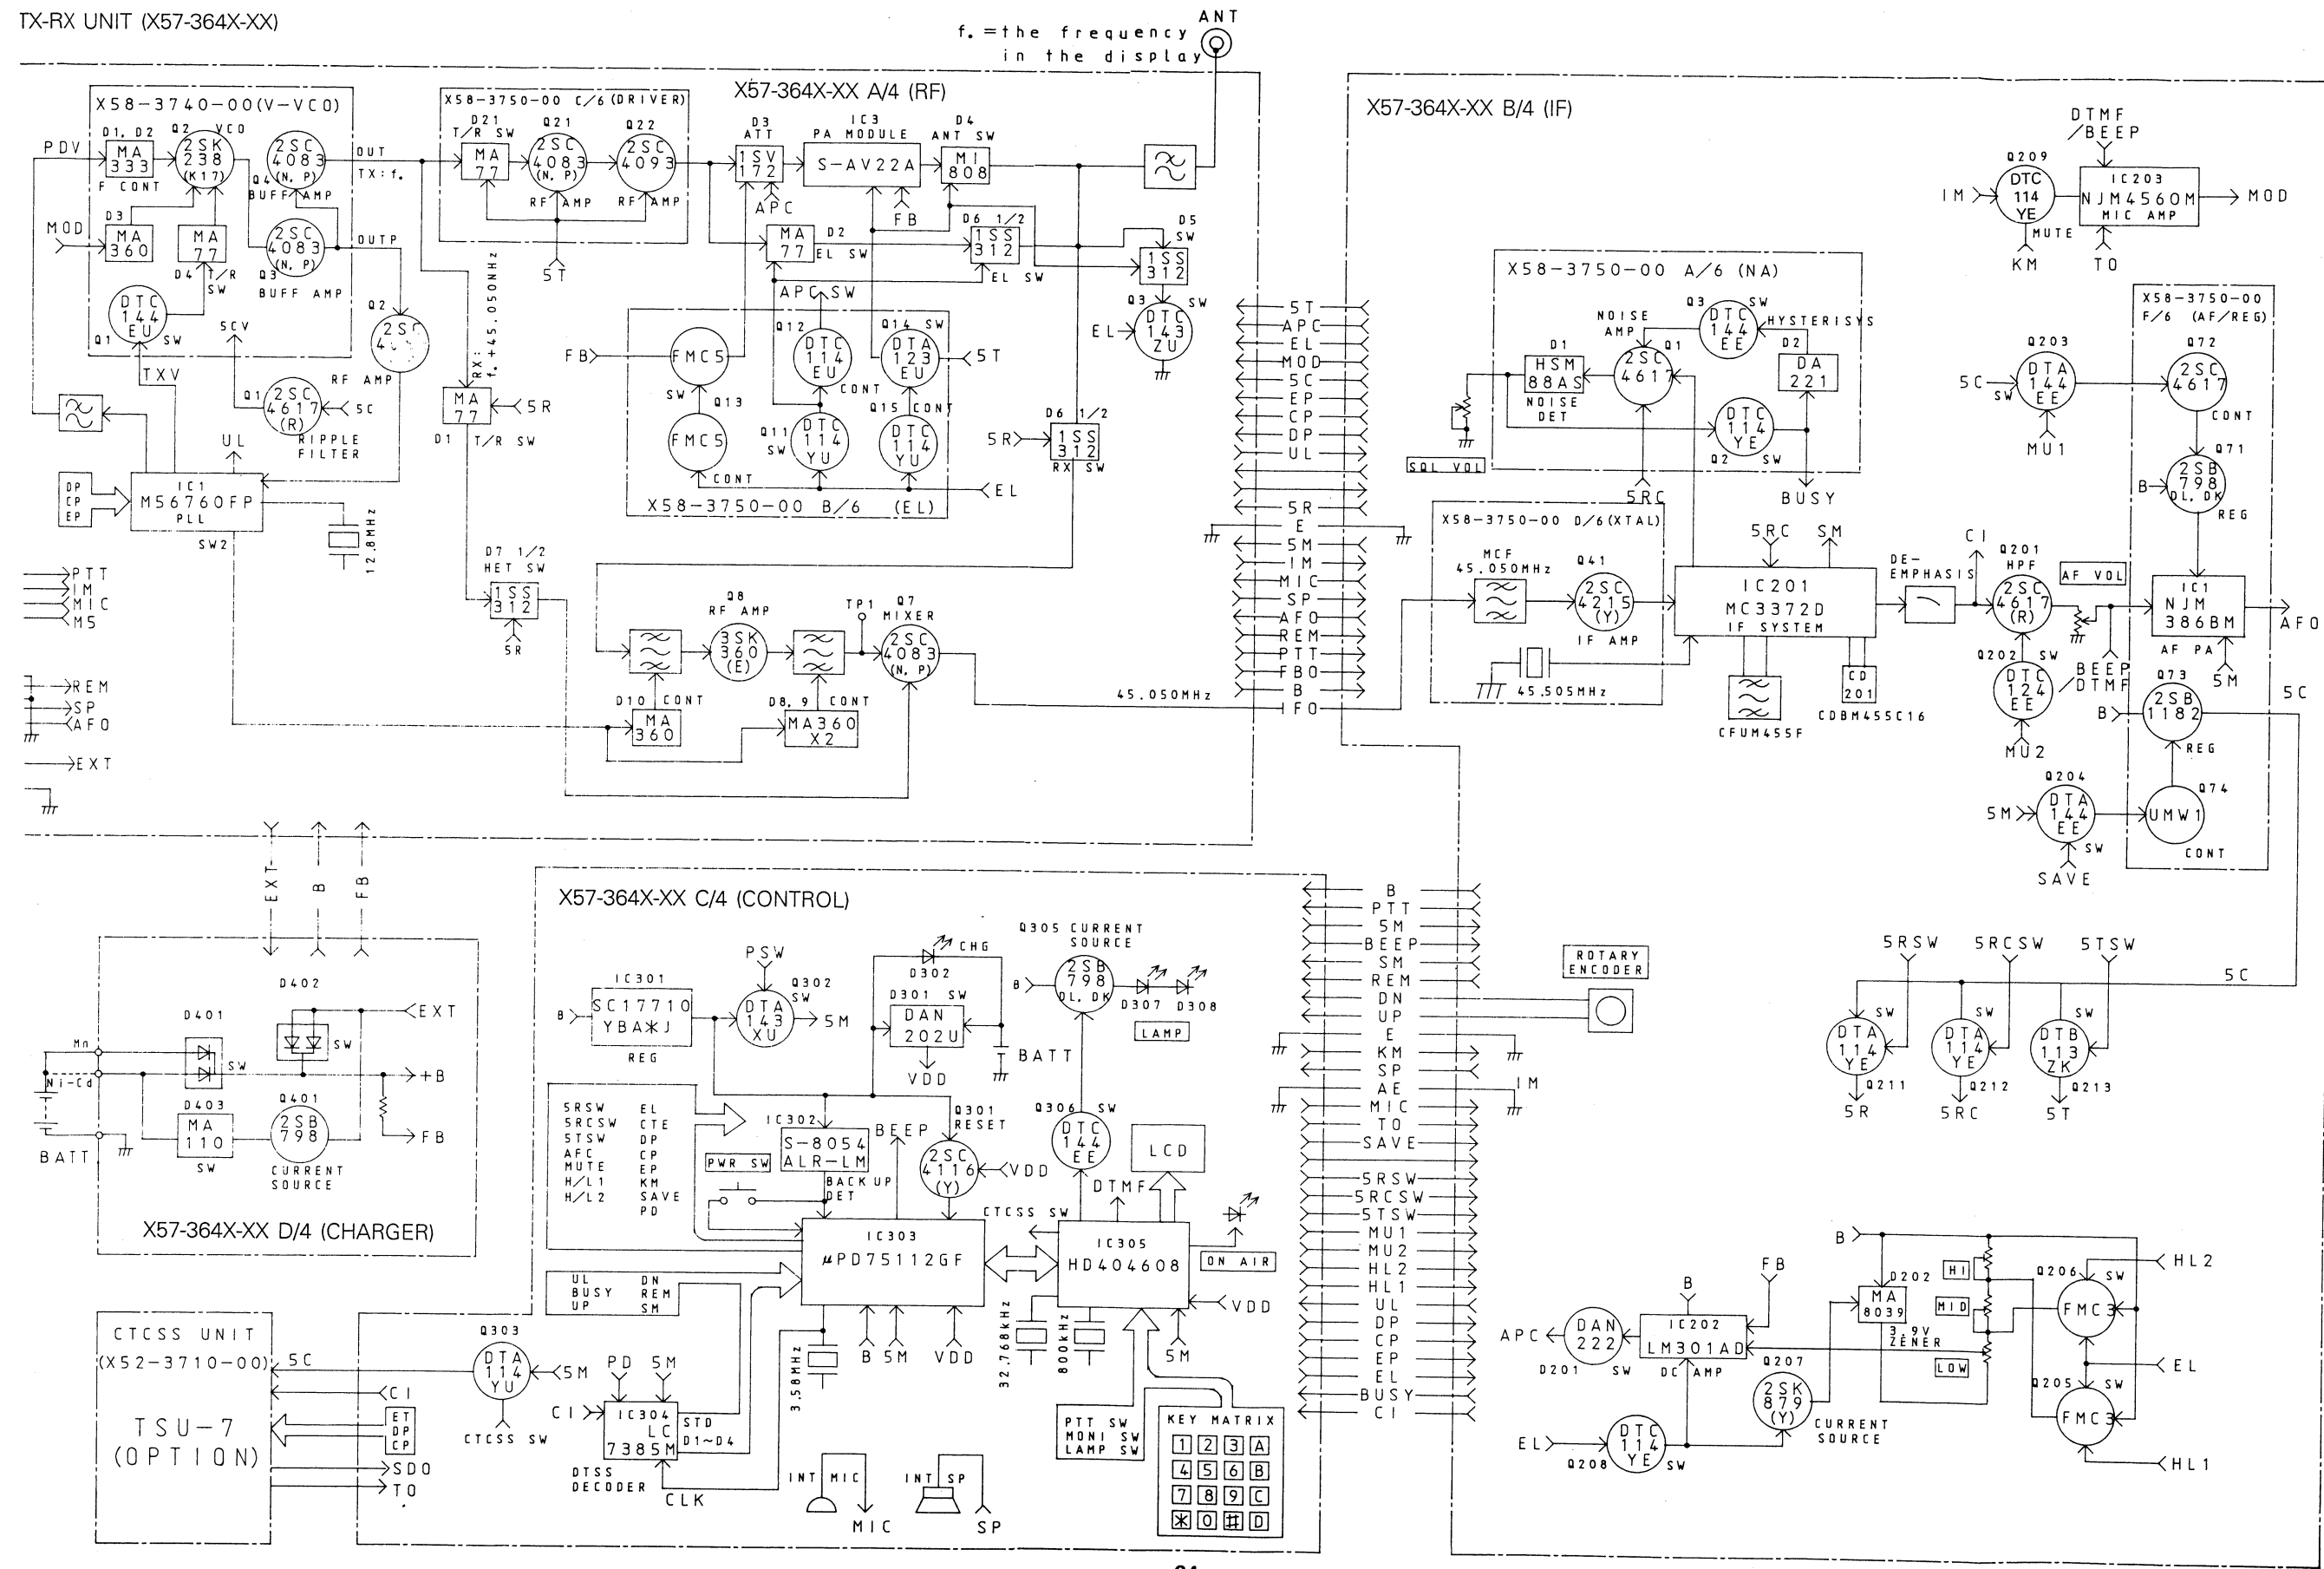 TX-RX UNIT (X57-364X-XX)
ANT
f. =the frequency
in the display
X57-364X-XX A/4 (RF)
X58-3740-00(V-VCO)
D1, D2
MA
333
F CONT
Q2 VCO
2SK
238
(K17)
2SC
4083
(N, P)
Q4
BUFF AMP
PDV
MOD
D3
MA
360
MA
77
D4 T/R
SW
2SC
4083
(N, P)
Q3
BUFF AMP
OUT
TX: f.
OUTP
DTC
144
EU
Q1
SW
TXV
5CV
Q2
2SC
RF AMP
Q1
2SC
4617
(R)
5C
RIPPLE
FILTER
UL
DP
CP
EP
IC1
M56760FP
PLL
SW2
12.8MHz
PTT
IM
MIC
M5
REM
SP
AFO
EXT
X58-3750-00 C/6 (DRIVER)
D21
T/R SW
MA
77
Q21
2SC
4083
(N, P)
RF AMP
Q22
2SC
4093
RF AMP
5T
D3
ATT
1SV
172
APC
IC3
PA MODULE
S-AV22A
FB
D4
ANT SW
MI
808
MA
77
D2
EL SW
D6 1/2
1SS
312
EL SW
D5
SW
1SS
312
Q3
SW
DTC
143
ZU
EL
RX:
f. +45.050NHz
MA
77
5R
D1
T/R SW
APC SW
FB
FMC5
SW
Q13
FMC5
CONT
Q12
DTC
114
EU
CONT
Q11
SW
DTC
114
YU
Q14 SW
DTA
123
EU
5T
Q15 CONT
DTC
114
YU
EL
X58-3750-00 B/6 (EL)
D6 1/2
5R
1SS
312
RX SW
D7 1/2
HET SW
1SS
312
5R
Q8
RF AMP
3SK
360
(E)
TP1
Q7
MIXER
2SC
4083
(N, P)
D10 CONT
MA
360
D8, 9 CONT
MA360
X2
45.050MHz
5T
APC
EL
MOD
5C
EP
CP
DP
UL
5R
E
5M
IM
MIC
SP
AFO
REM
PTT
FBO
B
IFO
X57-364X-XX B/4 (IF)
DTMF
/BEEP
Q209
DTC
114
YE
IM
MUTE
KM
IC203
NJM4560M
MIC AMP
MOD
TO
X58-3750-00 A/6 (NA)
NOISE
AMP
Q1
2SC
4617
Q3
SW
DTC
144
EE
HYSTERISYS
D2
DA
221
D1
HSM
88AS
NOISE
DET
DTC
114
YE
Q2
SW
SQL VOL
5RC
BUSY
X58-3750-00 D/6(XTAL)
MCF
45.050MHz
Q41
2SC
4215
(Y)
IF AMP
45.505MHz
5RC
SM
IC201
MC3372D
IF SYSTEM
CFUM455F
CD
201
CDBM455C16
DE-
EMPHASIS
CI
Q201
HPF
2SC
4617
(R)
AF VOL
Q202 SW
DTC
124
EE
MU2
BEEP
/DTMF
X58-3750-00
F/6 (AF/REG)
Q203
5C
SW
DTA
144
EE
MU1
Q72
2SC
4617
CONT
Q71
2SB
798
DL, DK
B
REG
IC1
NJM
386BM
AF PA
AFO
5M
Q73
2SB
1182
B
REG
5C
Q204
5M
DTA
144
EE
SW
SAVE
Q74
UMW1
CONT
EXT
B
FB
D402
D401
SW
SW
EXT
Mn
Ni-Cd
+B
FB
D403
MA
110
SW
Q401
2SB
798
CURRENT
SOURCE
BATT
X57-364X-XX D/4 (CHARGER)
X57-364X-XX C/4 (CONTROL)
IC301
B
SC17710
YBA*J
REG
PSW
Q302
SW
DTA
143
XU
5M
CHG
D302
D301 SW
DAN
202U
VDD
BATT
Q305 CURRENT
SOURCE
B
2SB
798
DL, DK
D307 D308
LAMP
5RSW EL
5RCSW CTE
5TSW DP
AFC CP
MUTE EP
H/L1 KM
H/L2 SAVE
PD
IC302
S-8054
ALR-LM
BACK UP
DET
PWR SW
BEEP
Q301
RESET
2SC
4116
(Y)
VDD
Q306 SW
DTC
144
EE
DTMF
LCD
CTCSS SW
IC303
μPD75112GF
IC305
HD404608
ON AIR
VDD
UL DN
BUSY REM
UP SM
3.58MHz
B
5M
VDD
32.768kHz
800kHz
5M
CTCSS UNIT
(X52-3710-00)
TSU-7
(OPTION)
5C
CI
ET
DP
CP
SDO
TO
Q303
DTA
114
YU
5M
CTCSS SW
PD
5M
CI
IC304
LC
7385M
STD
D1~D4
DTSS
DECODER
CLK
INT MIC
MIC
INT SP
SP
PTT SW
MONI SW
LAMP SW
KEY MATRIX
1 2 3 A
4 5 6 B
7 8 9 C
* 0 # D
B
PTT
5M
BEEP
SM
REM
DN
UP
E
KM
SP
AE
IM
MIC
TO
SAVE
5RSW
5RCSW
5TSW
MU1
MU2
HL2
HL1
UL
DP
CP
EP
EL
BUSY
CI
ROTARY
ENCODER
5RSW
5RCSW
5TSW
5C
SW
DTA
114
YE
Q211
5R
SW
DTA
114
YE
Q212
5RC
SW
DTB
113
ZK
Q213
5T
B
HI
MID
LOW
D202
MA
8039
3.9V
ZENER
Q206
SW
FMC3
HL2
EL
Q205
SW
FMC3
HL1
B
FB
APC
DAN
222
D201
SW
IC202
LM301AD
DC AMP
Q207
2SK
879
(Y)
CURRENT
SOURCE
EL
DTC
114
YE
Q208
SW